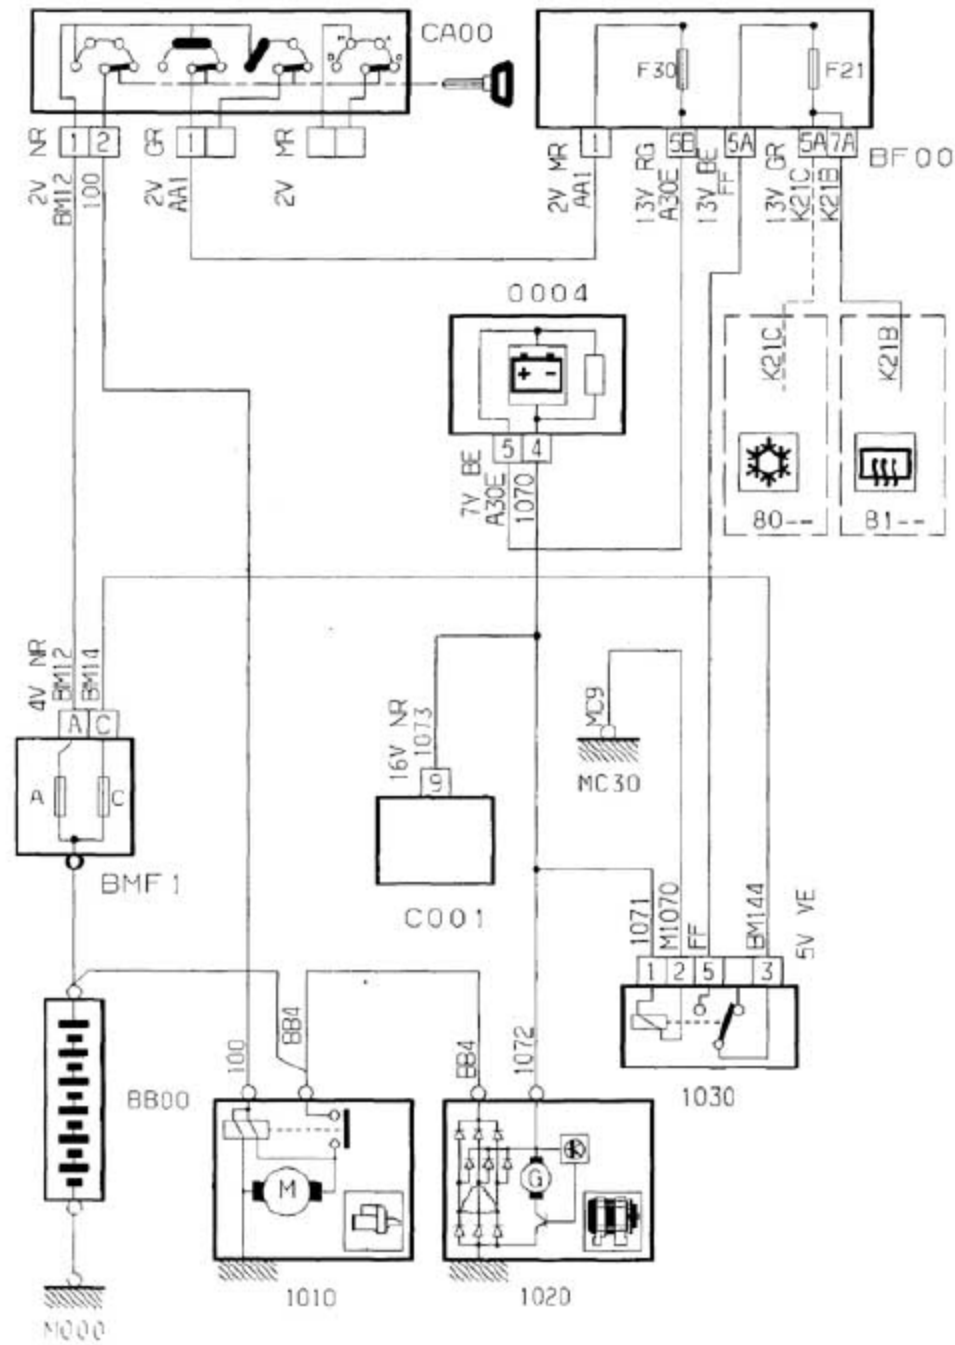 CA00
F30
F21
1 2
1
1
5B
5A
5A 7A
BF00
2V NR
BM12
100
2V GR
AA1
2V MR
2V MR
AA1
13V RG
A30E
13V BE
FF
13V GR
K21C
K21B
0004
+ -
5 4
7V BE
A30E
1070
K21C
K21B
80--
81--
4V NR
BM12
BM14
A C
A C
BMF1
16V NR
1073
9
C001
MC9
MC30
1071
M1070
FF
BM144
5V VE
1 2 5 3
1030
BB00
100
BB4
BB4
1072
M
G
1010
1020
M000